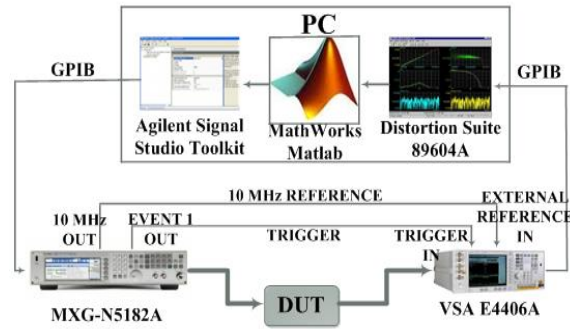 PC
GPIB
GPIB
Agilent Signal
Studio Toolkit
MathWorks
Matlab
Distortion Suite
89604A
10 MHz REFERENCE
EXTERNAL
REFERENCE
IN
10 MHz
OUT
EVENT 1
OUT
TRIGGER
TRIGGER
IN
DUT
MXG-N5182A
VSA E4406A